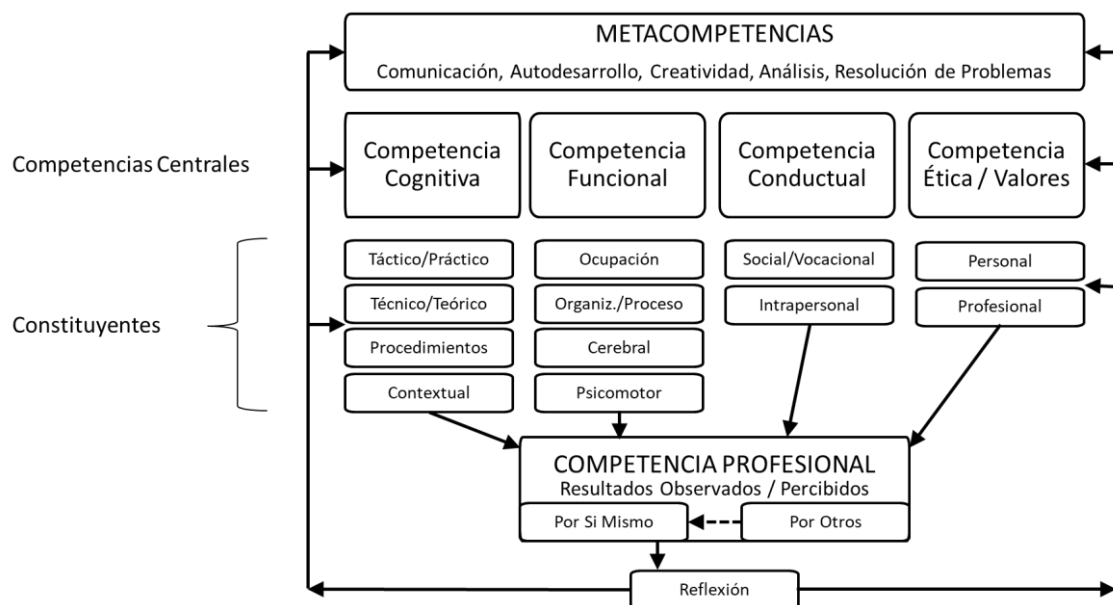 METACOMPETENCIAS
Comunicación, Autodesarrollo, Creatividad, Análisis, Resolución de Problemas
Competencias Centrales
Competencia
Cognitiva
Competencia
Funcional
Competencia
Conductual
Competencia
Ética / Valores
Constituyentes
Táctico/Práctico
Técnico/Teórico
Procedimientos
Contextual
Ocupación
Organiz./Proceso
Cerebral
Psicomotor
Social/Vocacional
Intrapersonal
Personal
Profesional
COMPETENCIA PROFESIONAL
Resultados Observados / Percibidos
Por Si Mismo
Por Otros
Reflexión